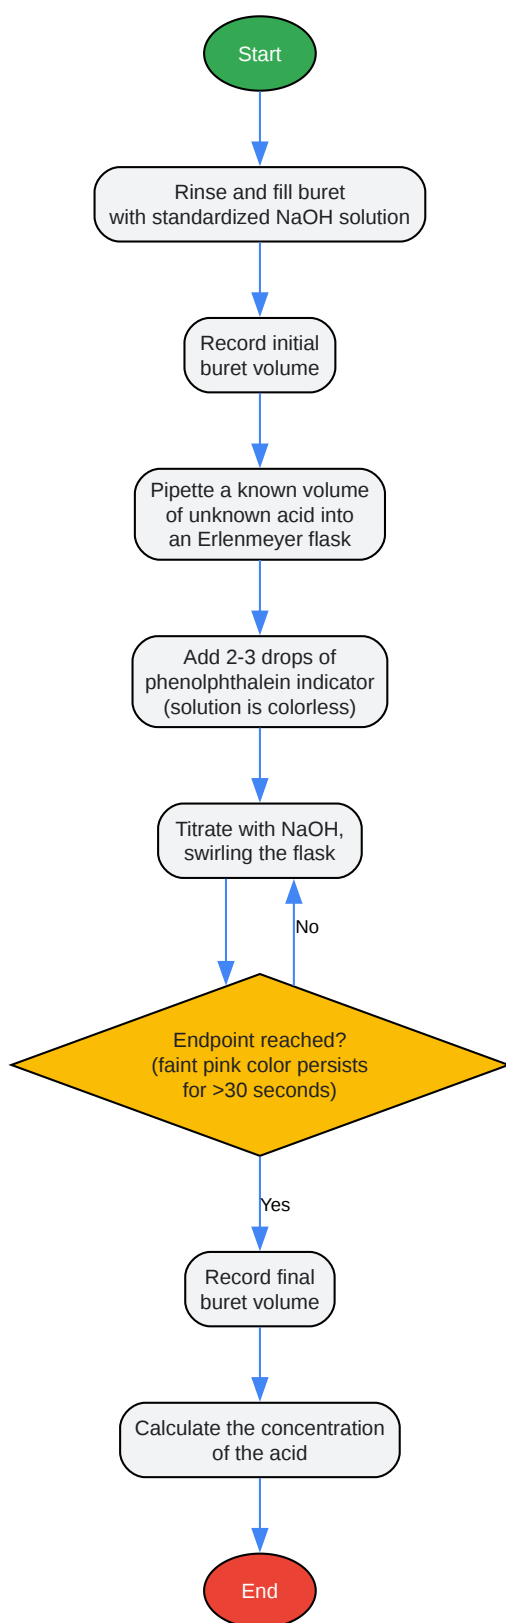 Start
Rinse and fill buret
with standardized NaOH solution
Record initial
buret volume
Pipette a known volume
of unknown acid into
an Erlenmeyer flask
Add 2-3 drops of
phenolphthalein indicator
(solution is colorless)
Titrate with NaOH,
swirling the flask
No
Endpoint reached?
(faint pink color persists
for >30 seconds)
Yes
Record final
buret volume
Calculate the concentration
of the acid
End